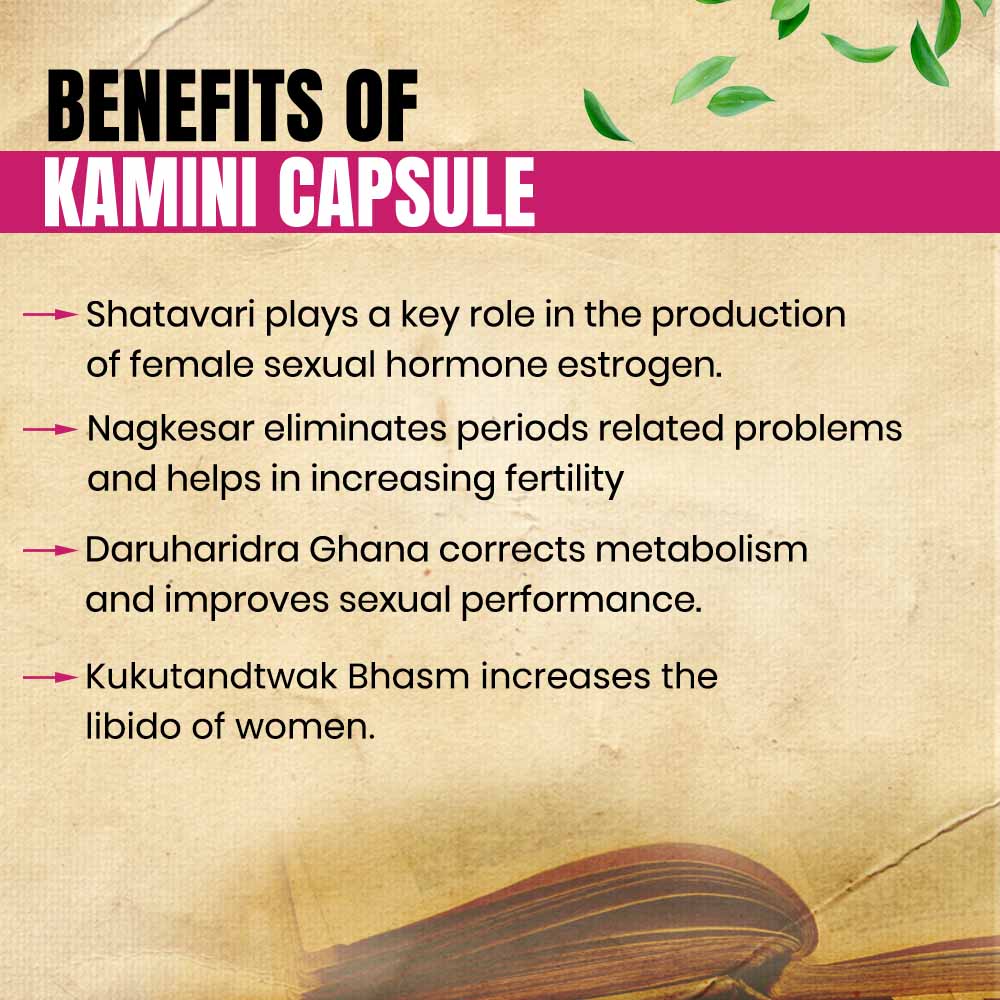 BENEFITS OF
KAMINI CAPSULE
Shatavari plays a key role in the production
of female sexual hormone estrogen.
Nagkesar eliminates periods related problems
and helps in increasing fertility
Daruharidra Ghana corrects metabolism
and improves sexual performance.
Kukutandtwak Bhasm increases the
libido of women.